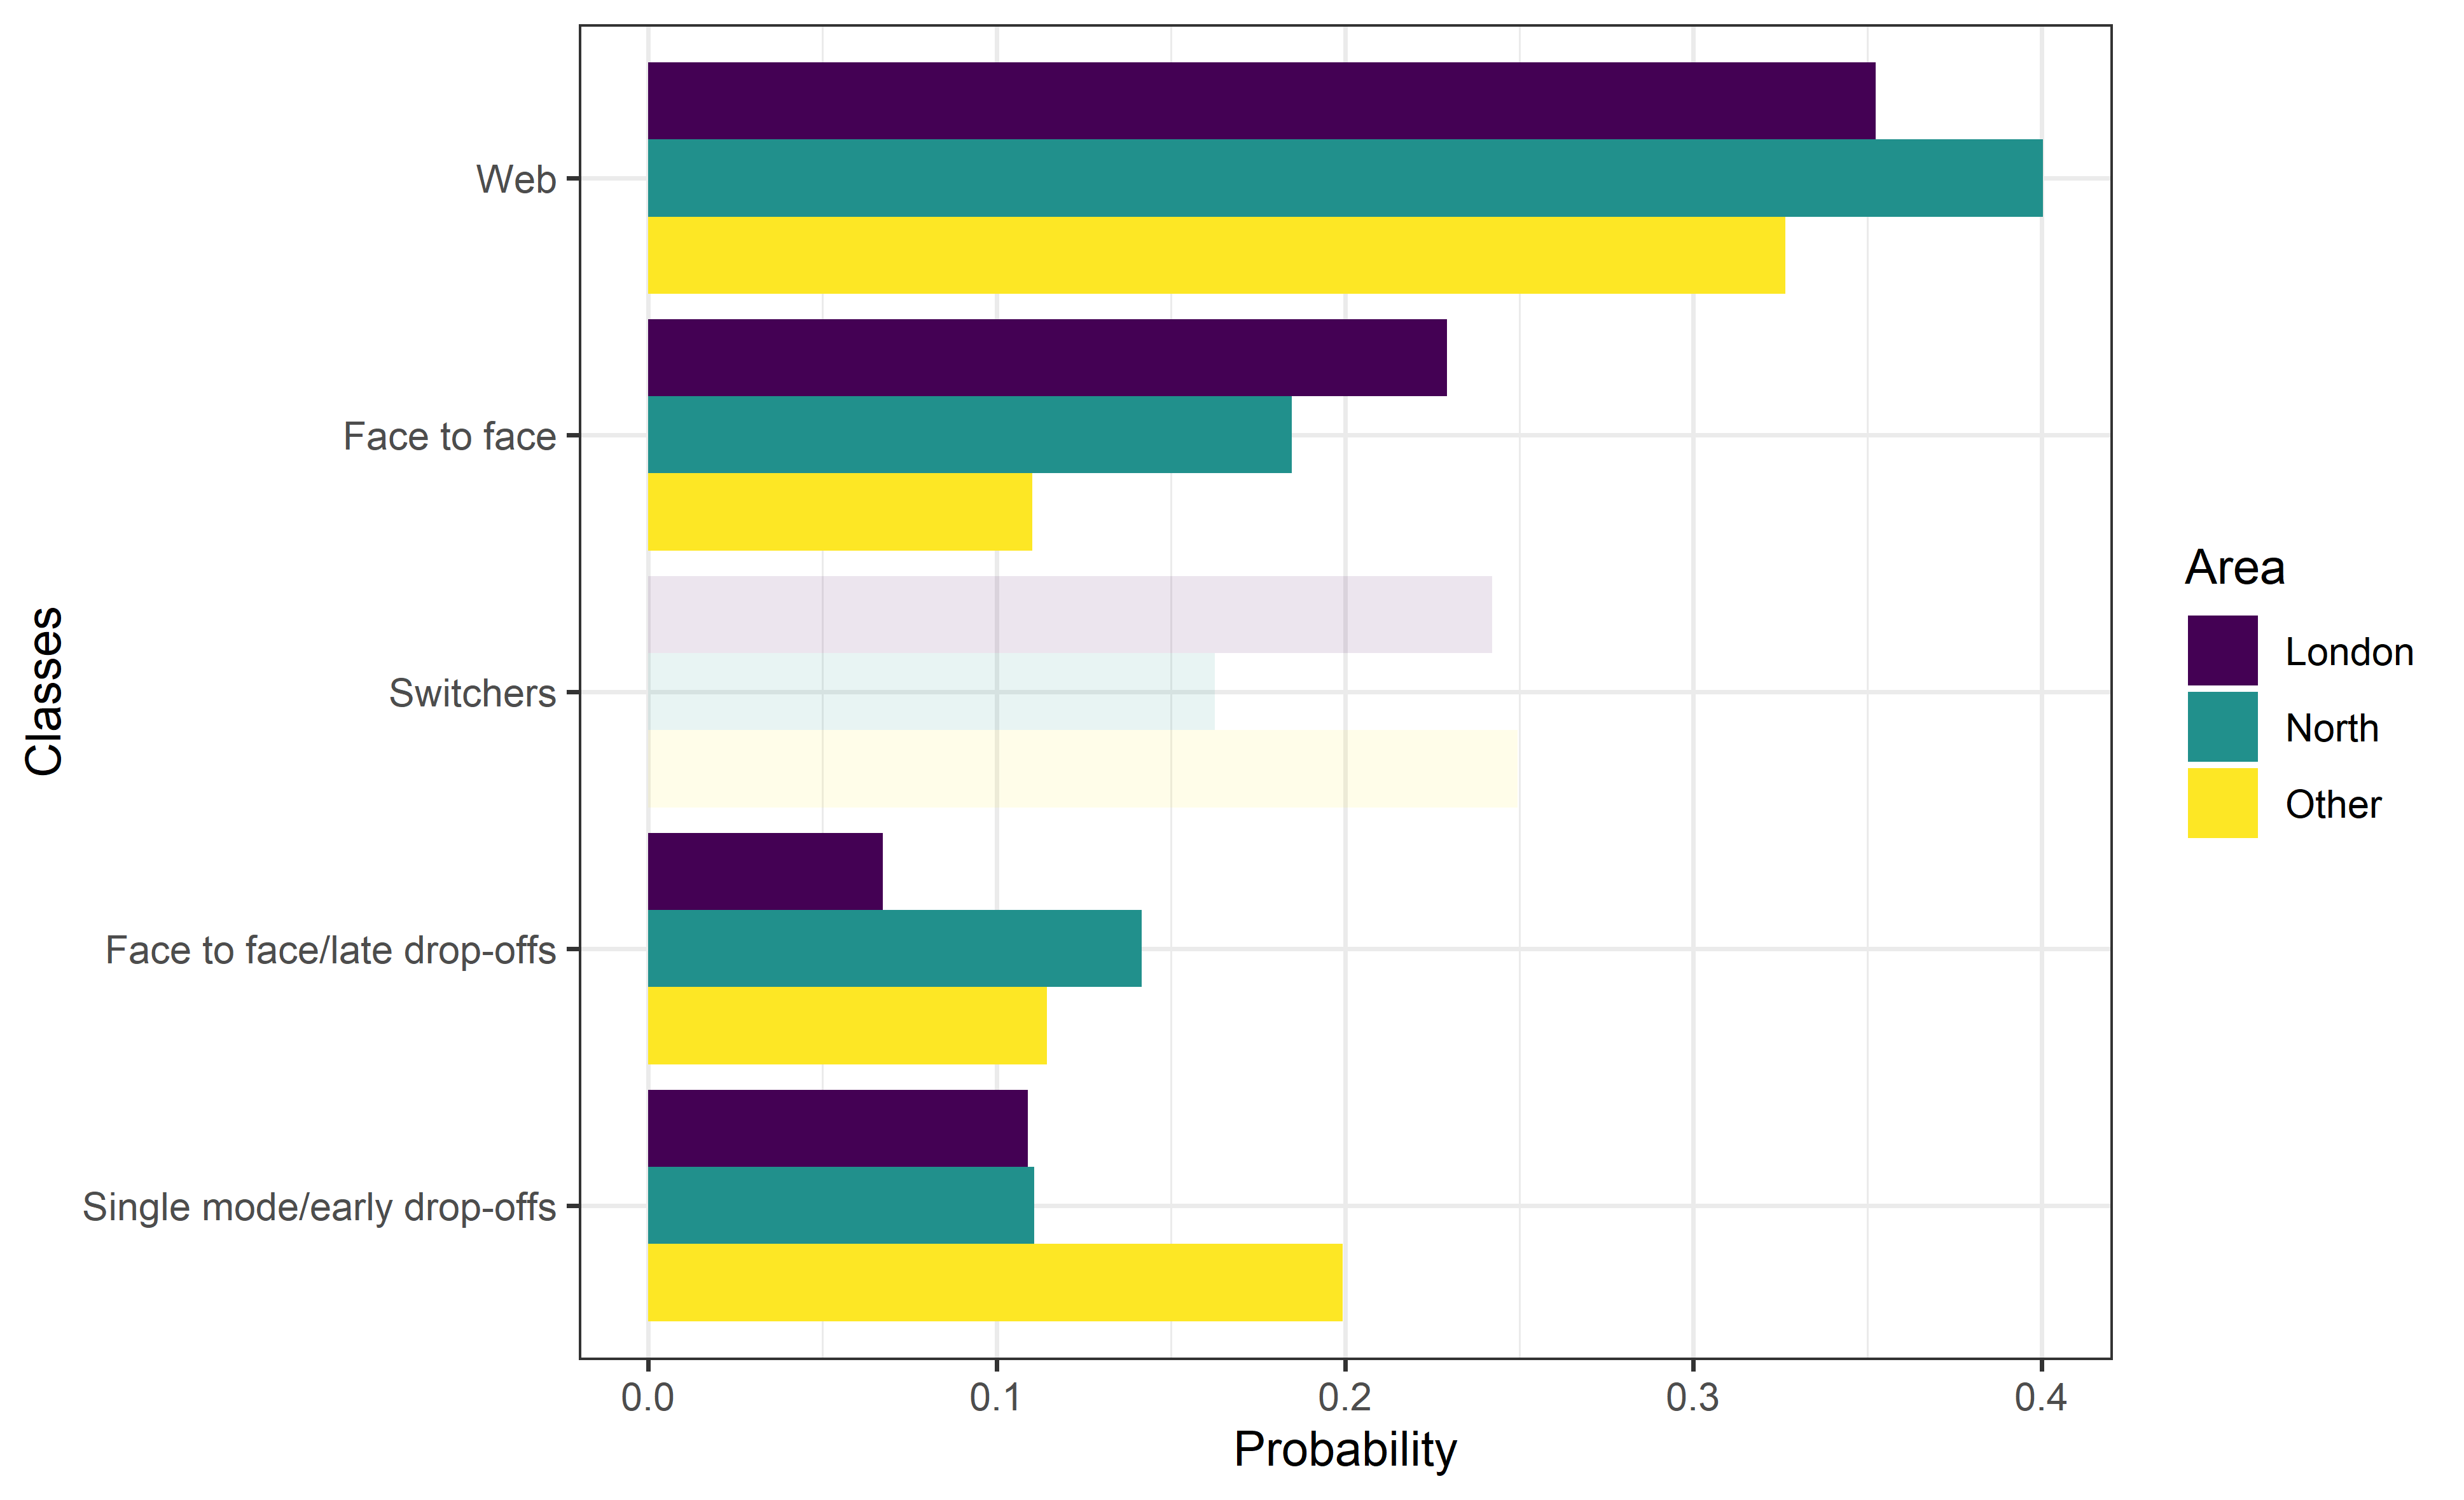 Classes
Web
Face to face
Switchers
Face to face/late drop-offs
Single mode/early drop-offs
0.0 0.1 0.2 0.3 0.4
Probability
Area
London
North
Other